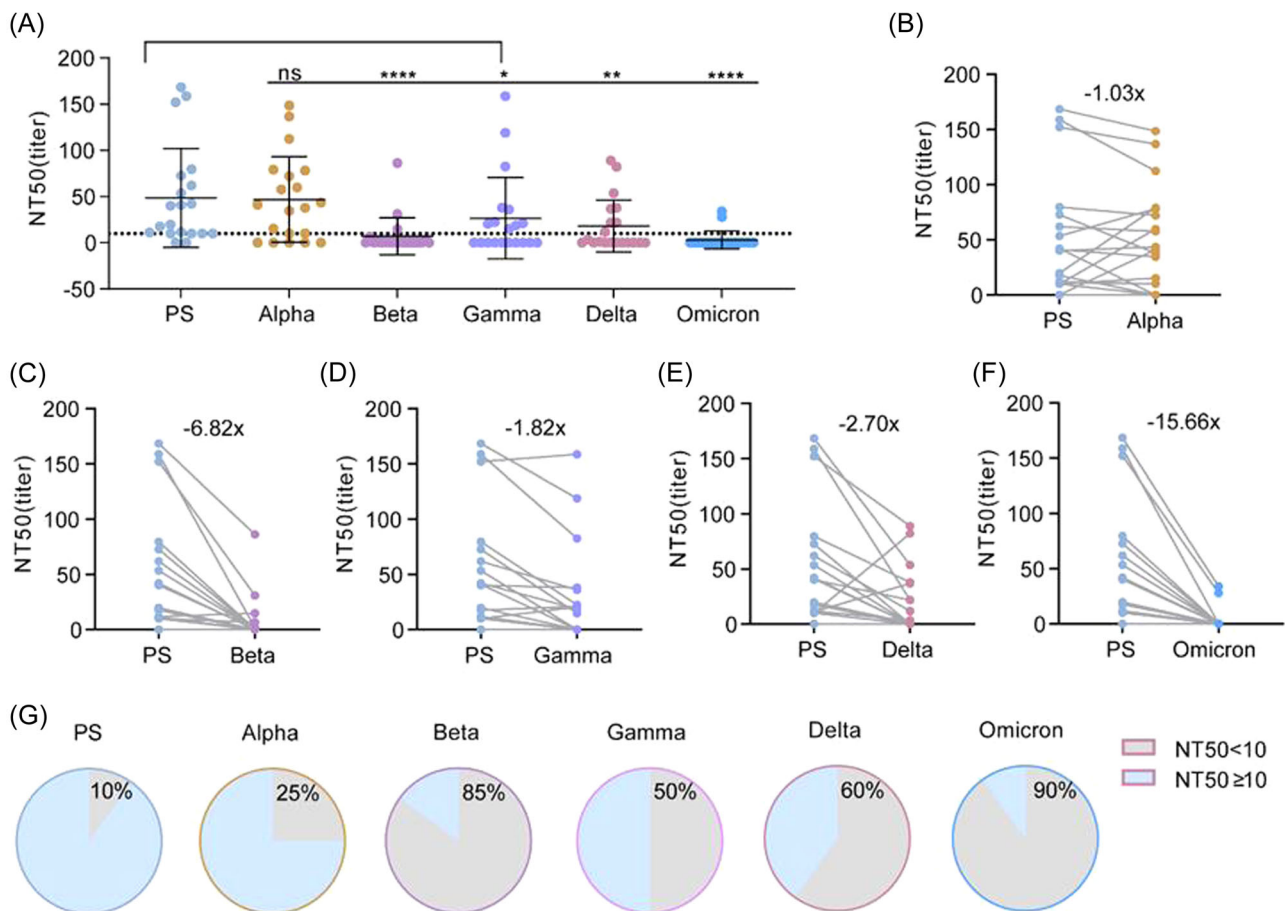 (A)
200
150
100
50
0
-50
NT50(titer)
ns
****
*
**
****
PS Alpha Beta Gamma Delta Omicron
(B)
200
150
100
50
0
NT50(titer)
-1.03x
PS Alpha
(C)
200
150
100
50
0
NT50(titer)
-6.82x
PS Beta
(D)
200
150
100
50
0
NT50(titer)
-1.82x
PS Gamma
(E)
200
150
100
50
0
NT50(titer)
-2.70x
PS Delta
(F)
200
150
100
50
0
NT50(titer)
-15.66x
PS Omicron
(G)
PS Alpha Beta Gamma Delta Omicron
10% 25% 85% 50% 60% 90%
NT50<10
NT50≥10